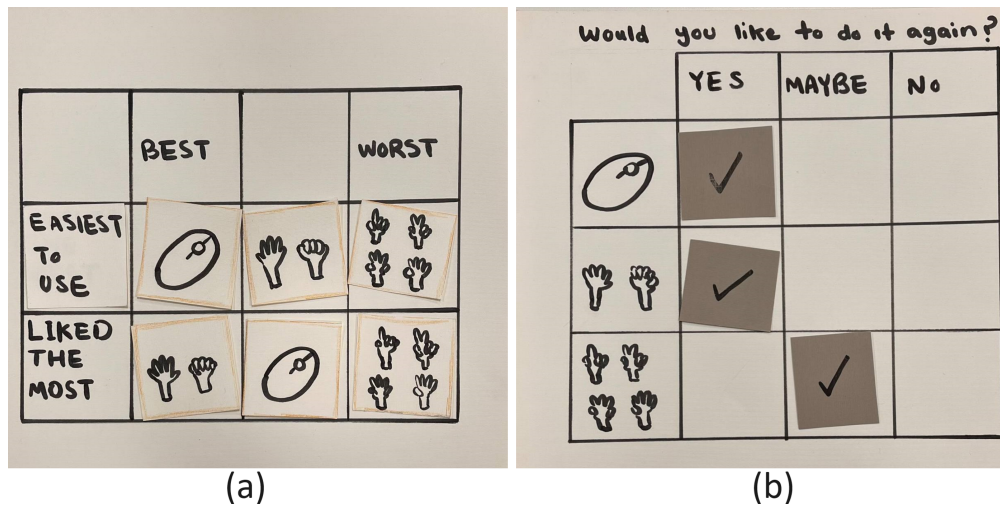 BEST
WORST
EASIEST
TO
USE
LIKED
THE
MOST
(a)
Would you like to do it again?
YES
MAYBE
No
(b)